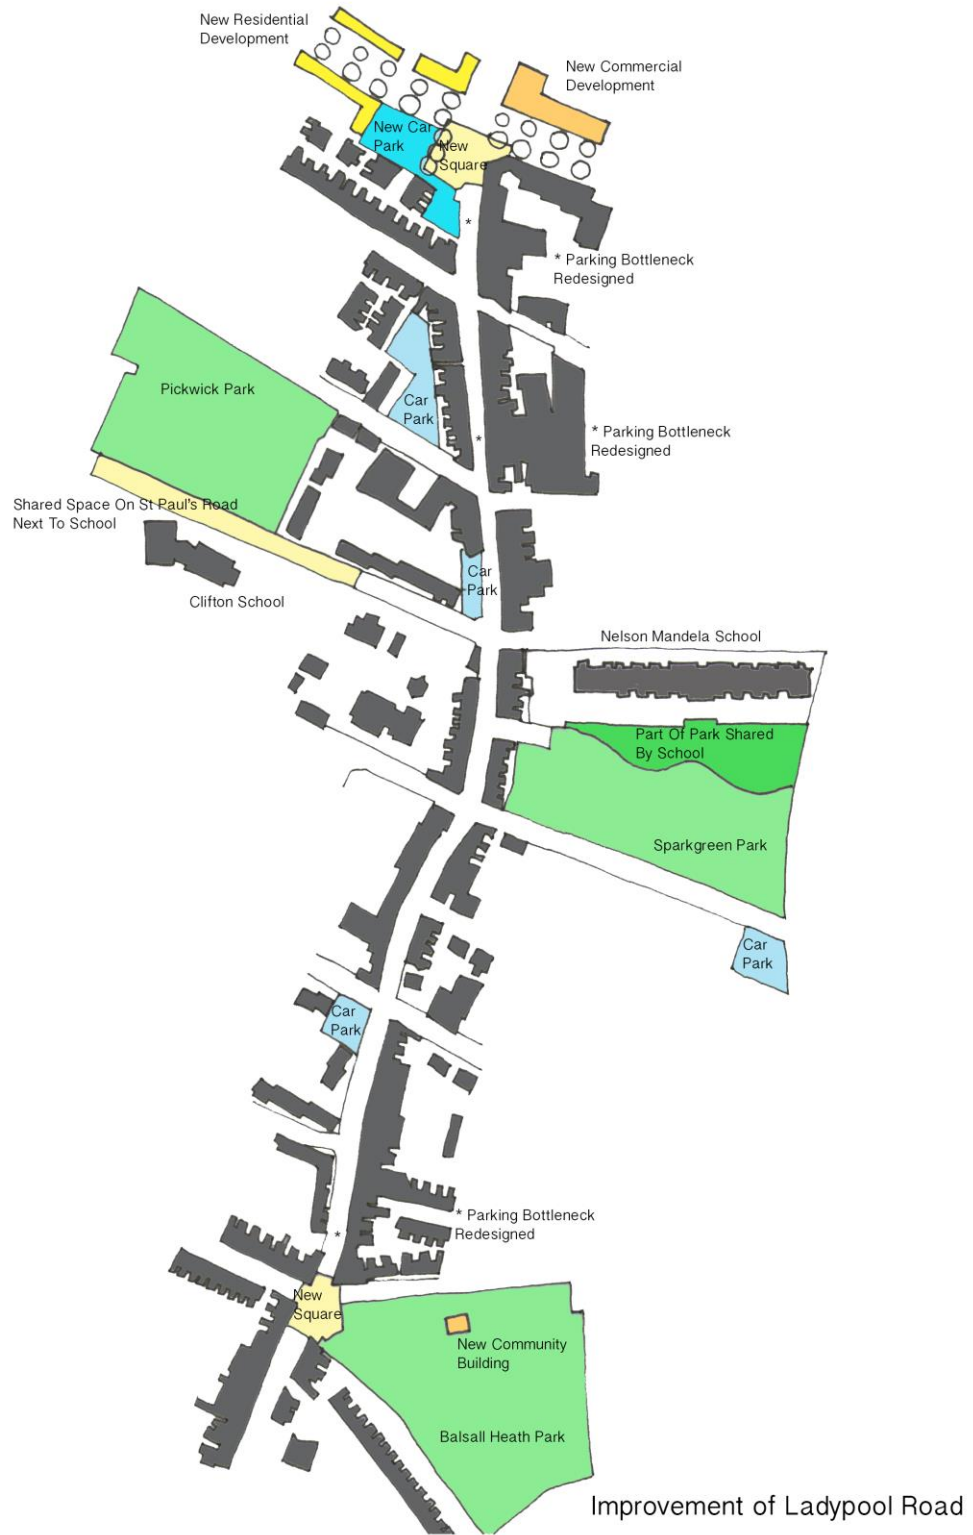 New Residential
Development
New Commercial
Development
New Car
Park
New
Square
*
* Parking Bottleneck
Redesigned
Pickwick Park
Car
Park
*
* Parking Bottleneck
Redesigned
Shared Space On St Paul's Road
Next To School
Clifton School
Car
Park
Nelson Mandela School
Part Of Park Shared
By School
Sparkgreen Park
Car
Park
Car
Park
* Parking Bottleneck
Redesigned
*
New
Square
New Community
Building
Balsall Heath Park
Improvement of Ladypool Road